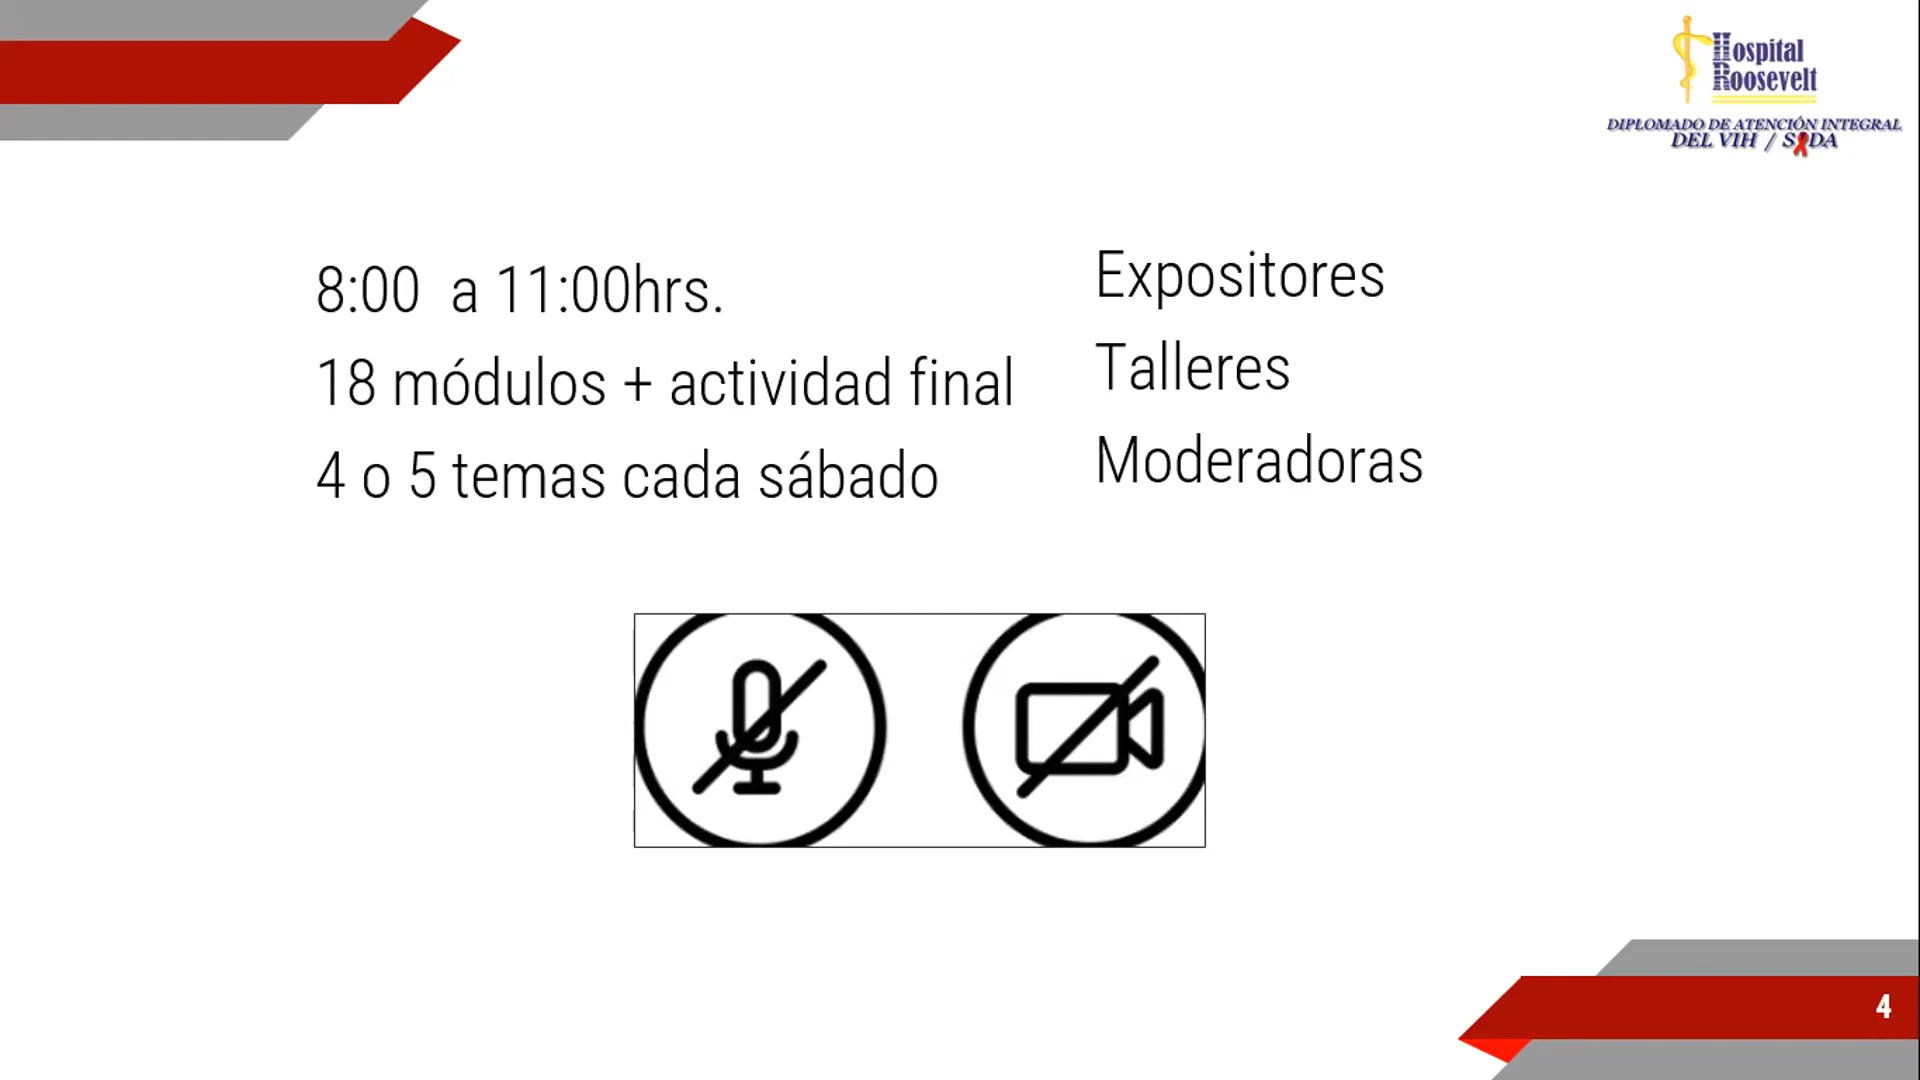 Hospital
Roosevelt
DIPLOMADO DE ATENCIÓN INTEGRAL
DEL VIH / SIDA
8:00 a 11:00hrs.
18 módulos + actividad final
4 o 5 temas cada sábado
Expositores
Talleres
Moderadoras
4